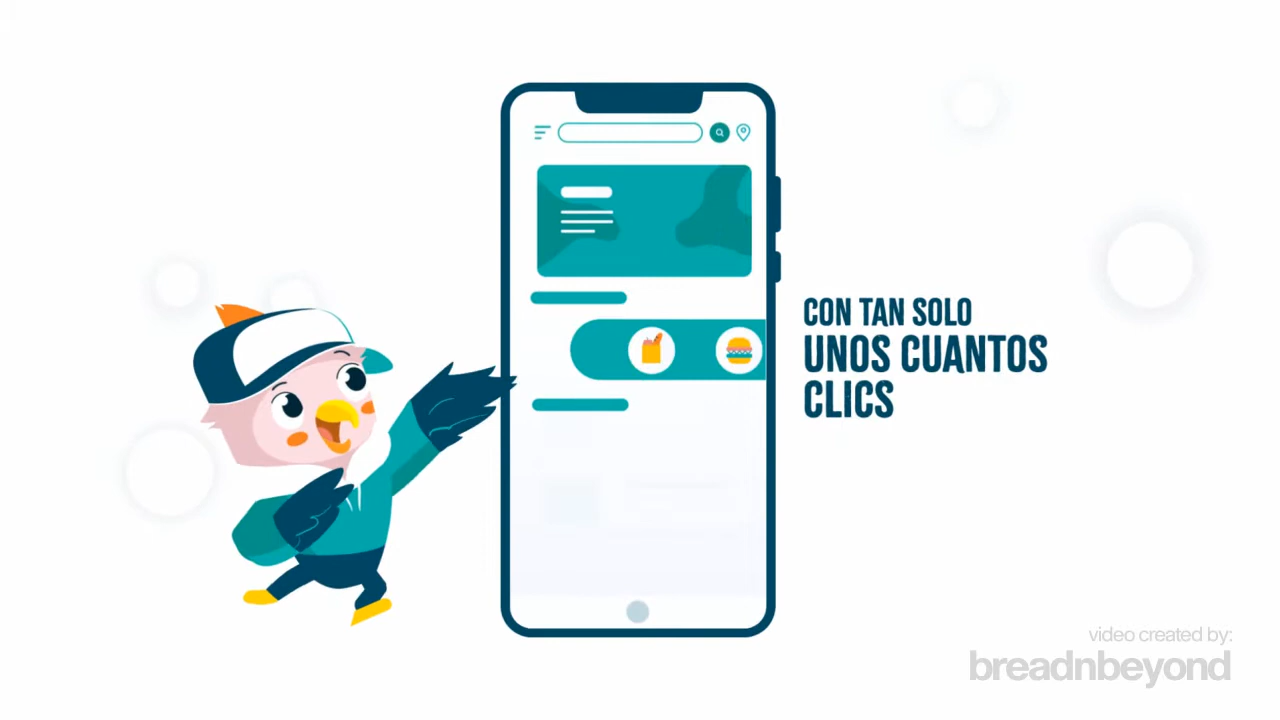 CON TAN SOLO
UNOS CUANTOS
CLICS
video created by:
breadnbeyond